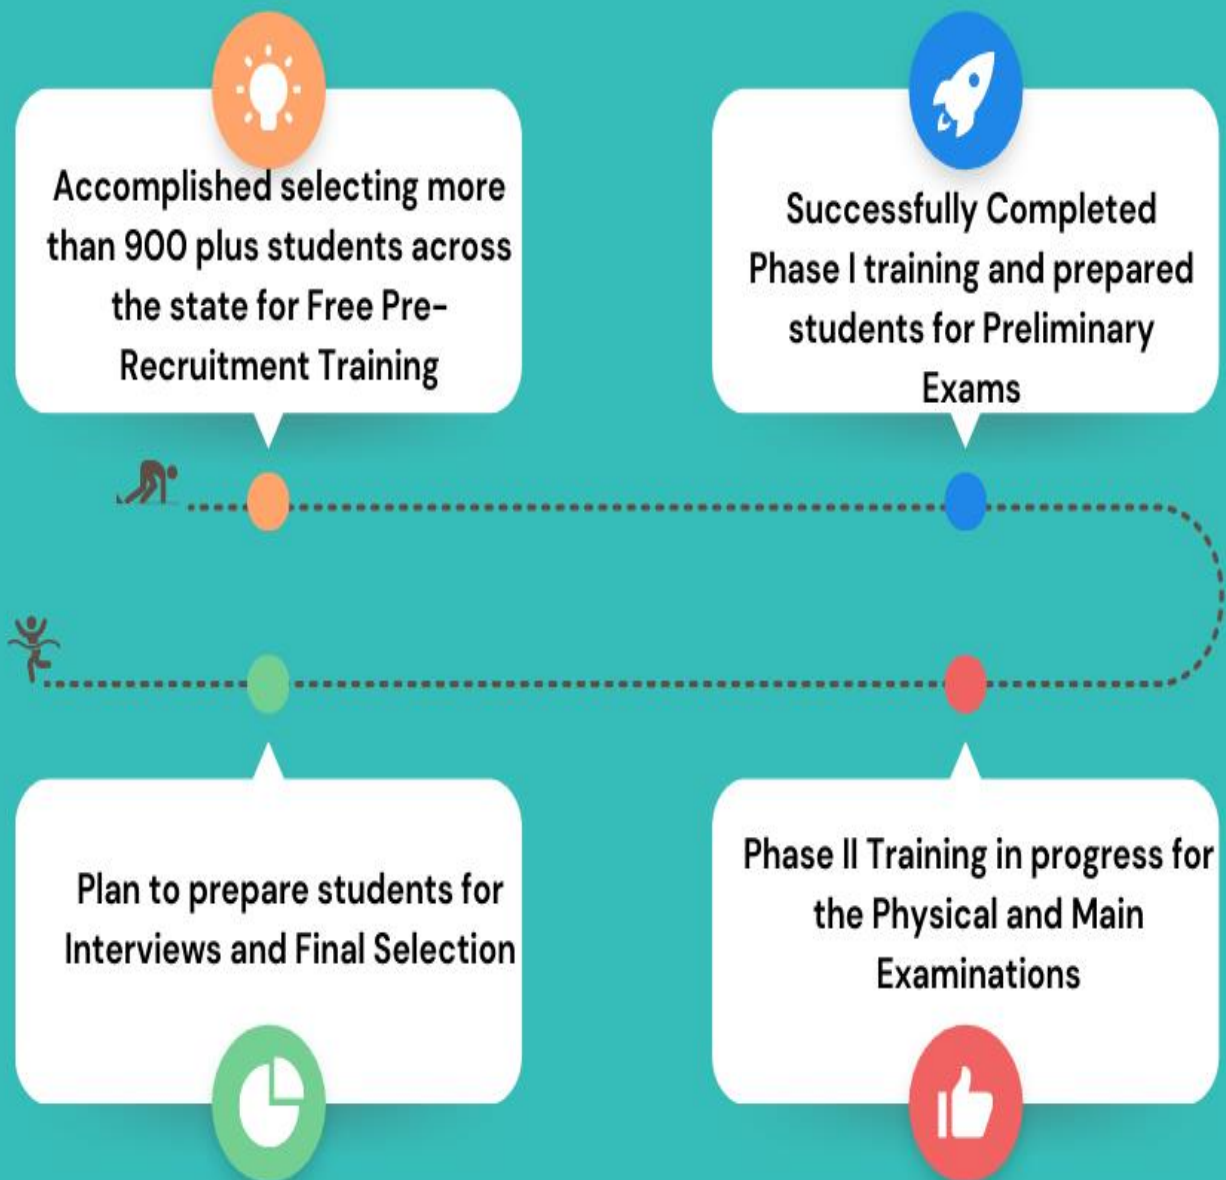 Accomplished selecting more
than 900 plus students across
the state for Free Pre-
Recruitment Training
Successfully Completed
Phase I training and prepared
students for Preliminary
Exams
Phase II Training in progress for
the Physical and Main
Examinations
Plan to prepare students for
Interviews and Final Selection